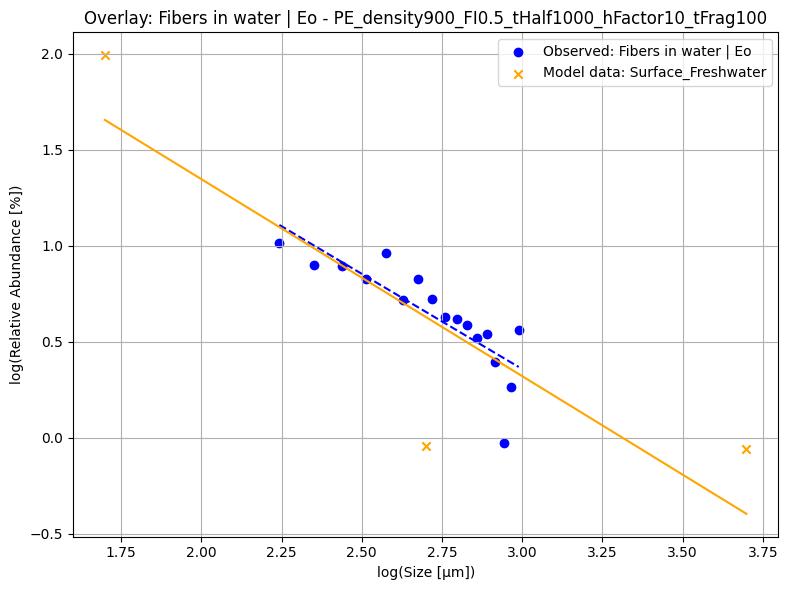 Overlay: Fibers in water | Eo - PE_density900_FI0.5_tHalf1000_hFactor10_tFrag100
Observed: Fibers in water | Eo
Model data: Surface_Freshwater
log(Relative Abundance [%])
2.0
1.5
1.0
0.5
0.0
−0.5
1.75 2.00 2.25 2.50 2.75 3.00 3.25 3.50 3.75
log(Size [μm])